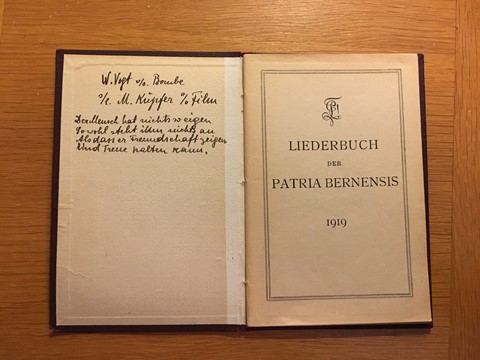 W. Vogt v/o. Bombe
s/l. M. Küpfer v/o Film
Der Mensch hat nichts so eigen
So wohl steht ihm nichts an
Als dass er Freundschaft zeigen
Und Treue halten kann.
LIEDERBUCH
DER
PATRIA BERNENSIS
1919